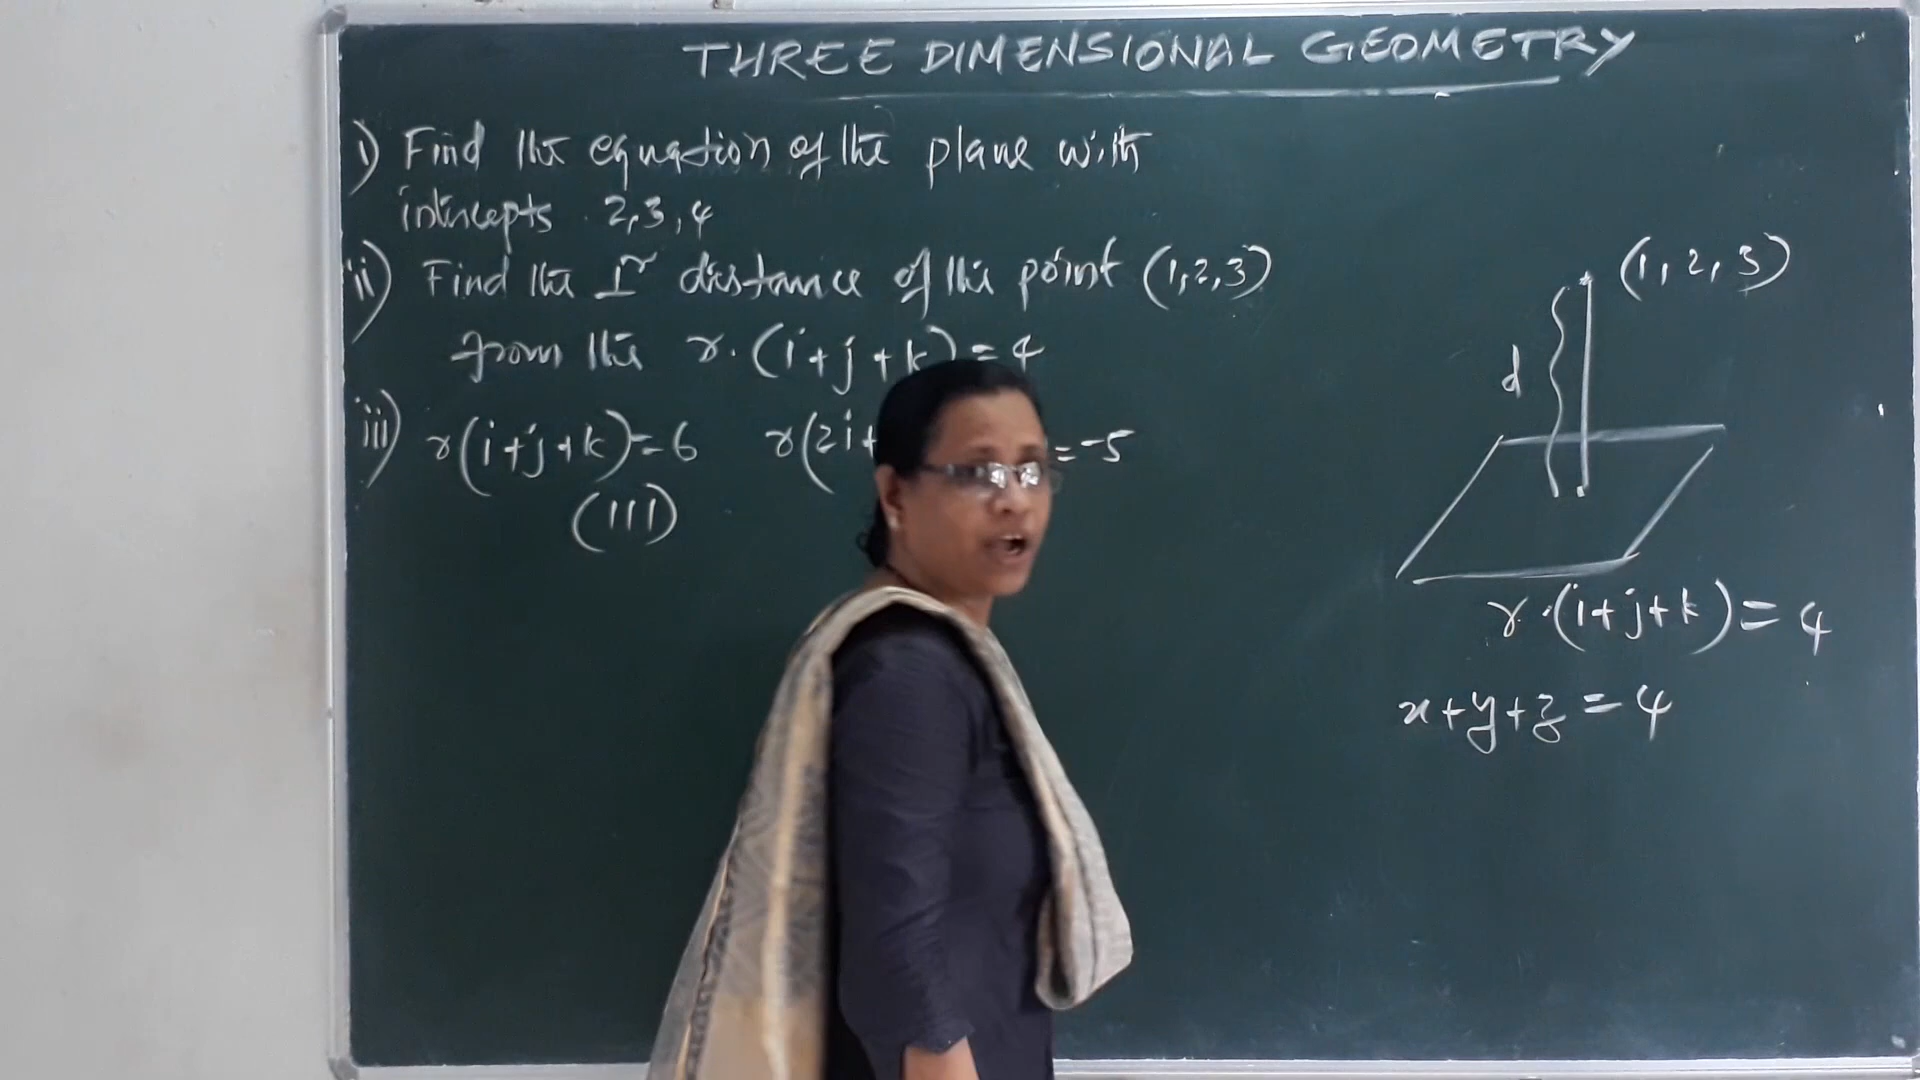 THREE DIMENSIONAL GEOMETRY
i) Find the equation of the plane with
intercepts 2,3,4
ii) Find the ⊥r distance of the point (1,2,3)
from the r.(i+j+k)=4
iii) r(i+j+k)=6 r(2i+ =-5
(111)
(1,2,3)
d
r.(i+j+k)=4
x+y+z=4